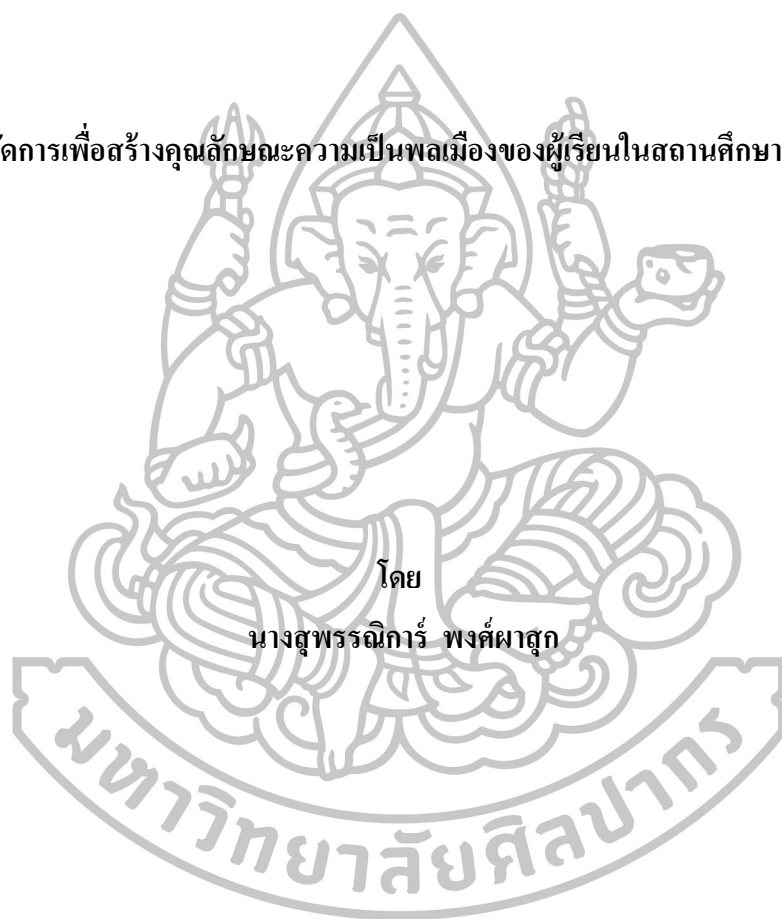 ัดการเพื่อสร้างคุณลักษณะความเป็นพลเมืองของผู้เรียนในสถานศึกษา
โดย
นางสุพรรณิการ์ พงศ์ผาสุก
มหาวิทยาลัยศิลปากร